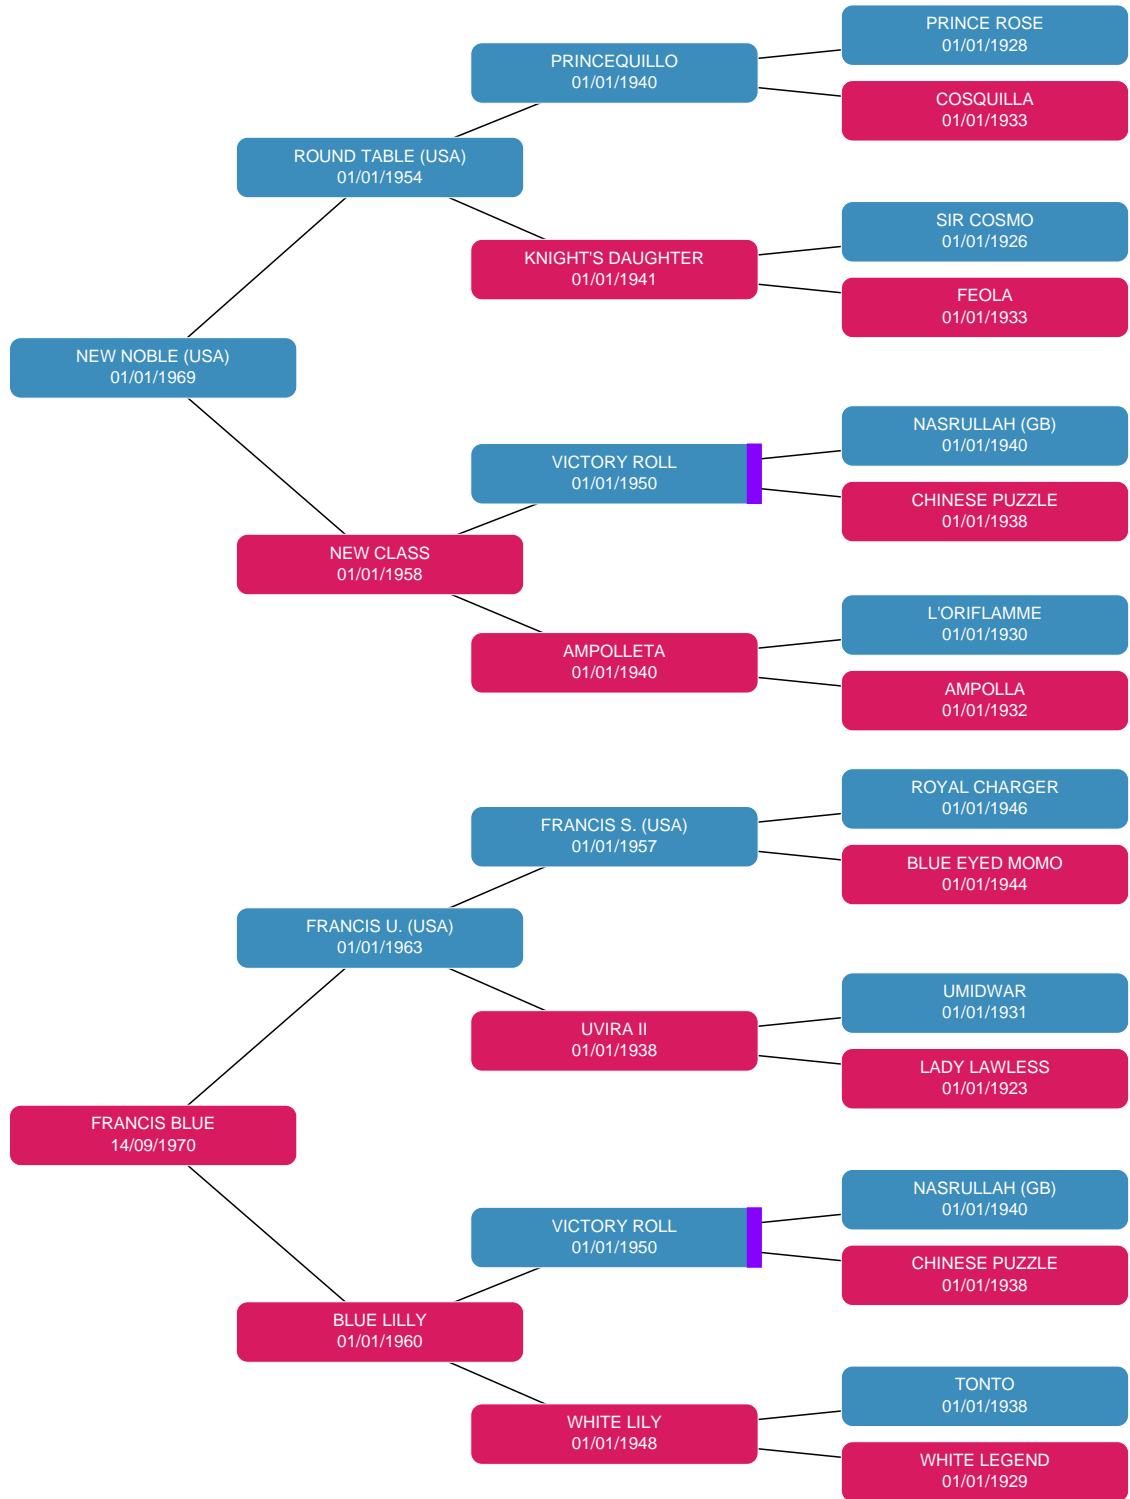 PRINCE ROSE
01/01/1928
PRINCEQUILLO
01/01/1940
COSQUILLA
01/01/1933
ROUND TABLE (USA)
01/01/1954
SIR COSMO
01/01/1926
KNIGHT'S DAUGHTER
01/01/1941
FEOLA
01/01/1933
NEW NOBLE (USA)
01/01/1969
NASRULLAH (GB)
01/01/1940
VICTORY ROLL
01/01/1950
CHINESE PUZZLE
01/01/1938
NEW CLASS
01/01/1958
L'ORIFLAMME
01/01/1930
AMPOLLETA
01/01/1940
AMPOLLA
01/01/1932
ROYAL CHARGER
01/01/1946
FRANCIS S. (USA)
01/01/1957
BLUE EYED MOMO
01/01/1944
FRANCIS U. (USA)
01/01/1963
UMIDWAR
01/01/1931
UVIRA II
01/01/1938
LADY LAWLESS
01/01/1923
FRANCIS BLUE
14/09/1970
NASRULLAH (GB)
01/01/1940
VICTORY ROLL
01/01/1950
CHINESE PUZZLE
01/01/1938
BLUE LILLY
01/01/1960
TONTO
01/01/1938
WHITE LILY
01/01/1948
WHITE LEGEND
01/01/1929